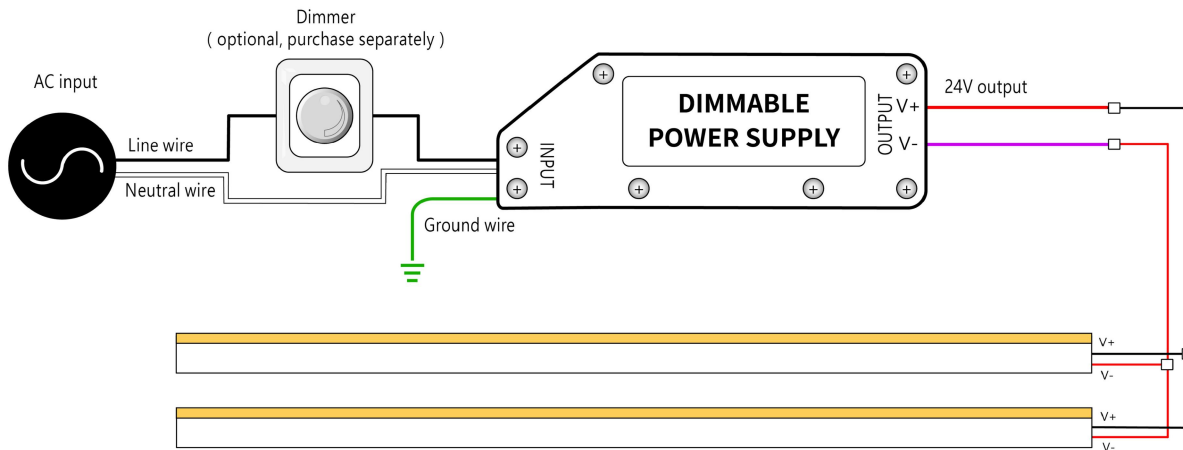 Dimmer
( optional, purchase separately )
AC input
Line wire
Neutral wire
Ground wire
INPUT
DIMMABLE
POWER SUPPLY
OUTPUT
V+
V-
24V output
V+
V-
V+
V-